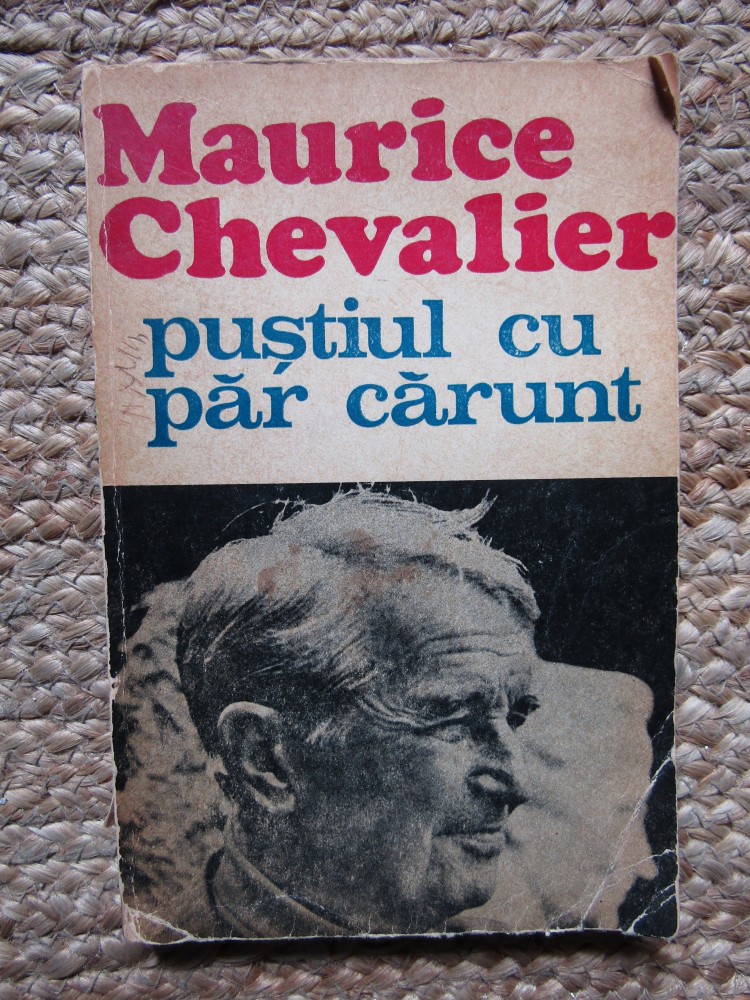 Maurice
Chevalier
puștiul cu
păr cărunt